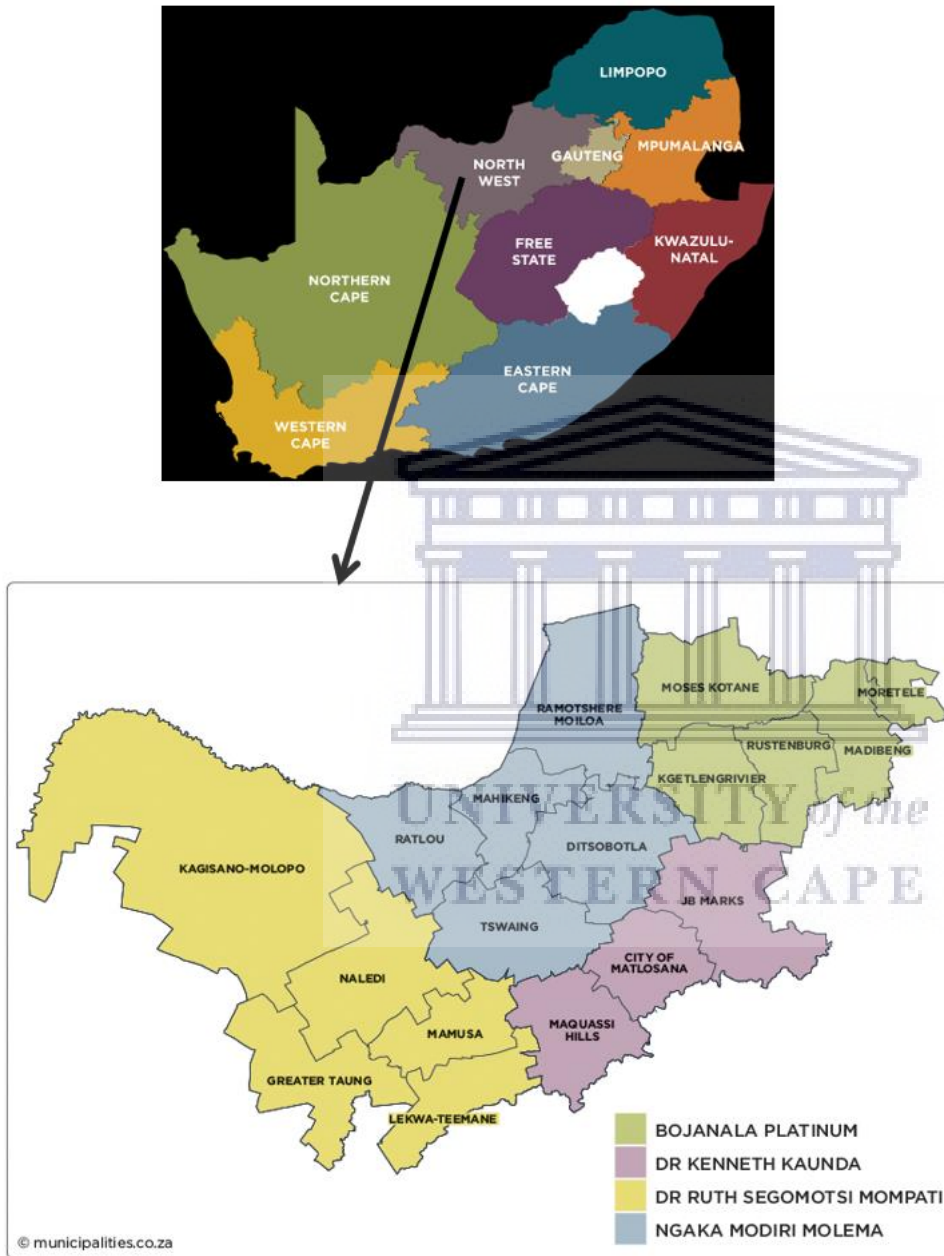 LIMPOPO
MPUMALANGA
GAUTENG
NORTH
WEST
FREE
STATE
KWAZULU-
NATAL
NORTHERN
CAPE
EASTERN
CAPE
WESTERN
CAPE
MOSES KOTANE
MORETELE
RAMOTSHERE
MOILOA
RUSTENBURG
MADIBENG
KGETLENGRIVIER
MAHIKENG
UNIVERSITY of the
RATLOU
DITSOBOTLA
KAGISANO-MOLOPO
WESTERN CAPE
JB MARKS
TSWAING
CITY OF
MATLOSANA
NALEDI
MAMUSA
MAQUASSI
HILLS
GREATER TAUNG
LEKWA-TEEMANE
BOJANALA PLATINUM
DR KENNETH KAUNDA
DR RUTH SEGOMOTSI MOMPATI
NGAKA MODIRI MOLEMA
© municipalities.co.za